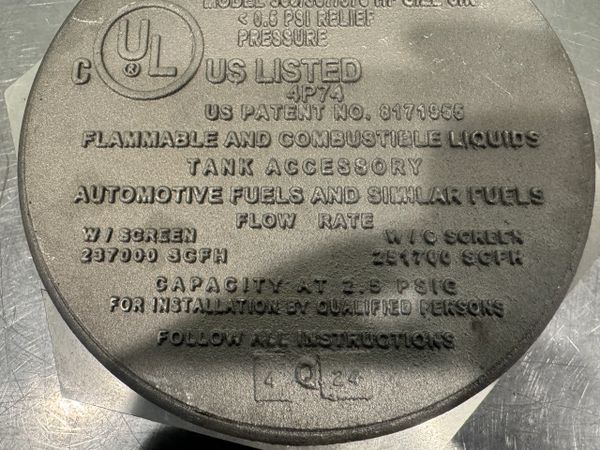 MODEL
< 0.5 PSI RELIEF
PRESSURE
C UL ® US LISTED
4P74
US PATENT NO. 8171955
FLAMMABLE AND COMBUSTIBLE LIQUIDS
TANK ACCESSORY
AUTOMOTIVE FUELS AND SIMILAR FUELS
FLOW RATE
W / SCREEN W / O SCREEN
237000 SCFH 251700 SCFH
CAPACITY AT 2.5 PSIG
FOR INSTALLATION BY QUALIFIED PERSONS
FOLLOW ALL INSTRUCTIONS
4 Q 24